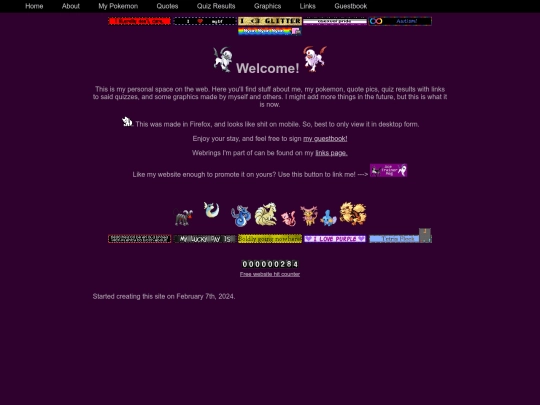 Home About My Pokemon Quotes Quiz Results Graphics Links Guestbook
I <3 GLITTER
Autism!
Welcome!
This is my personal space on the web. Here you'll find stuff about me, my pokemon, quote pics, quiz results with links
to said quizzes, and some graphics made by myself and others. I might add more things in the future, but this is what it
is now.
This was made in Firefox, and looks like shit on mobile. So, best to only view it in desktop form.
Enjoy your stay, and feel free to sign my guestbook!
Webrings I'm part of can be found on my links page.
Like my website enough to promote it on yours? Use this button to link me! --->
MY LUCKY DAY IS
Boldly going nowhere
I LOVE PURPLE
0000000284
Free website hit counter
Started creating this site on February 7th, 2024.